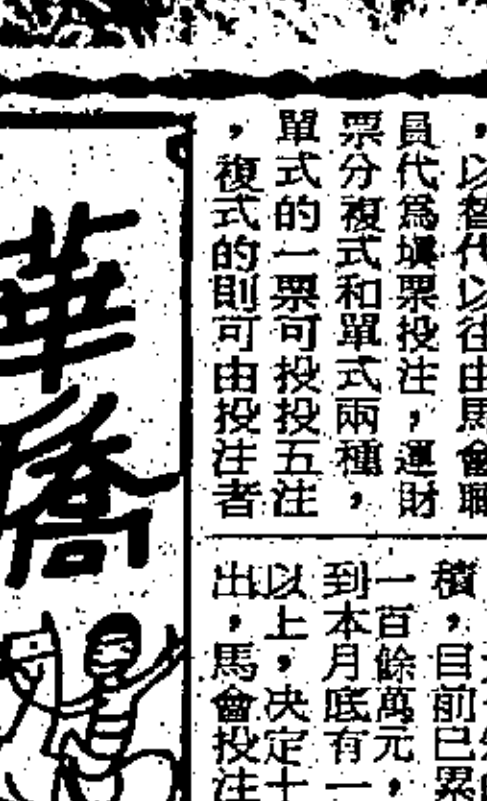 ，以替代以往由馬會職
員代爲塡票投注，運財
票分複式和單式兩種，
單式的一票可投投五注
，複式的則可由投注者
積，目前已累
一百餘萬元，
到本月底有一
以上，決定十
出，馬會投注
華僑